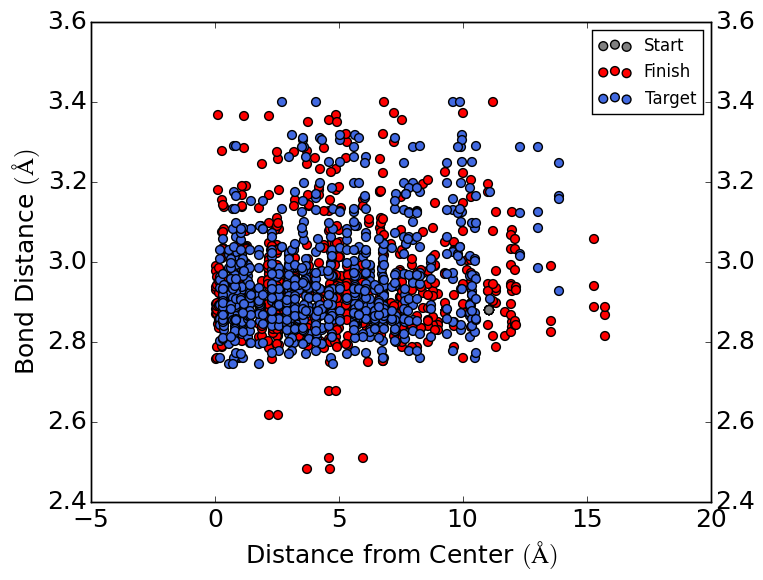 3.6
3.4
3.2
3.0
2.8
2.6
2.4
Bond Distance (Å)
Start
Finish
Target
3.6
3.4
3.2
3.0
2.8
2.6
2.4
−5 0 5 10 15 20
Distance from Center (Å)